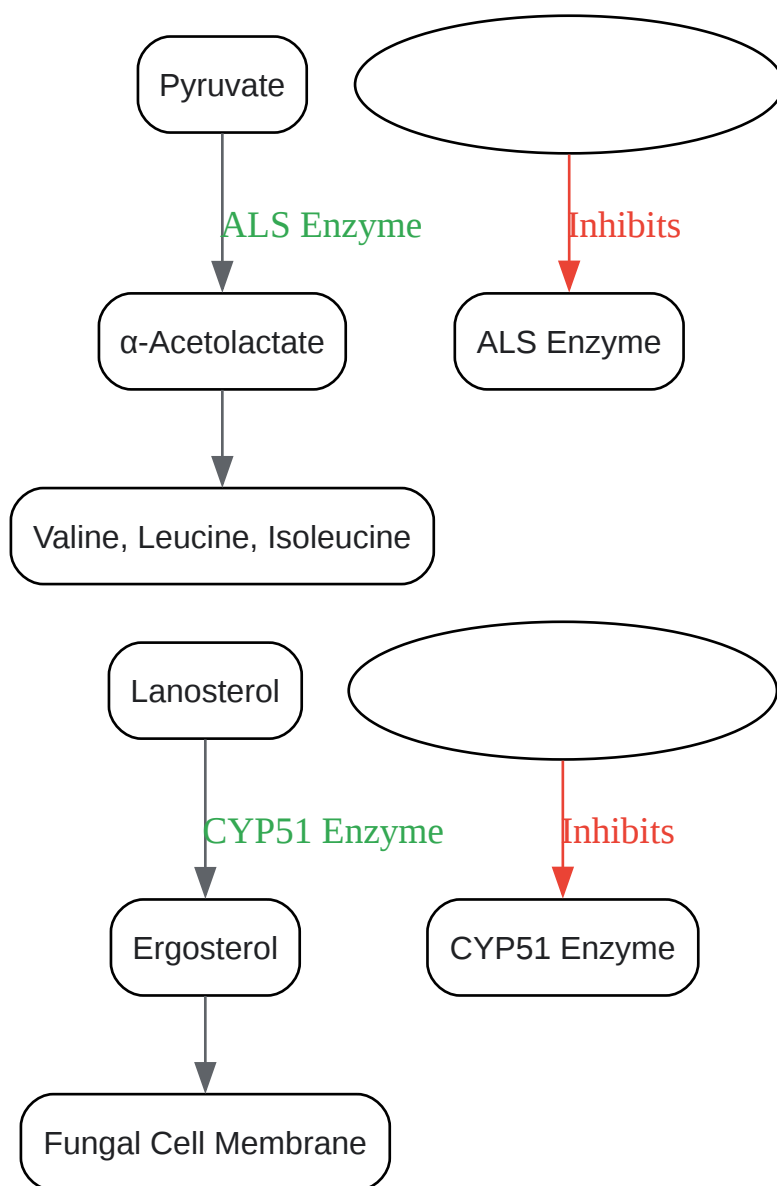 Pyruvate
ALS Enzyme
Inhibits
α-Acetolactate
ALS Enzyme
Valine, Leucine, Isoleucine
Lanosterol
CYP51 Enzyme
Inhibits
Ergosterol
CYP51 Enzyme
Fungal Cell Membrane